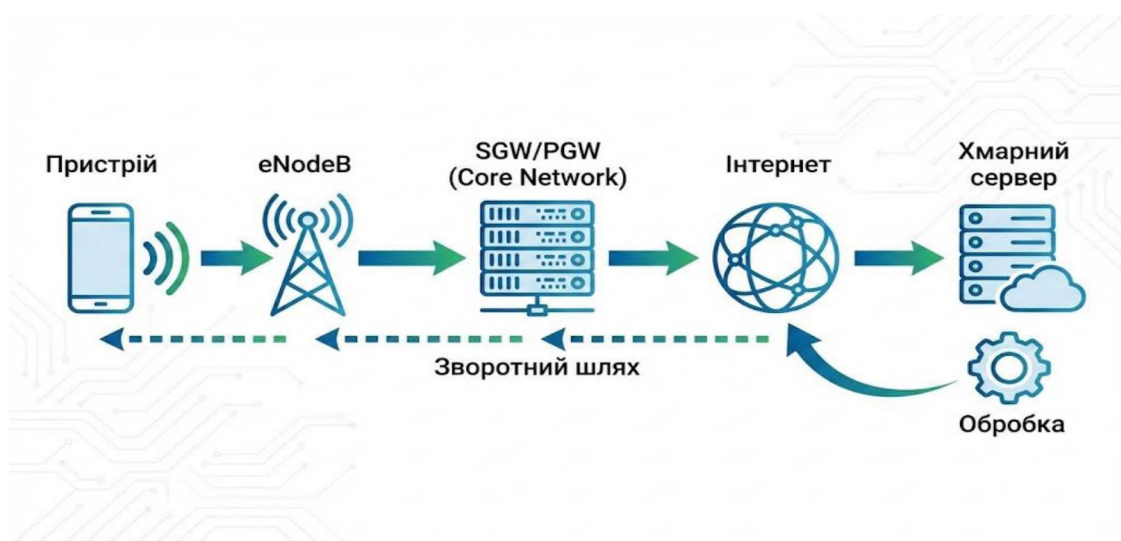 Пристрій
eNodeB
SGW/PGW
(Core Network)
Інтернет
Хмарний
сервер
Зворотний шлях
Обробка